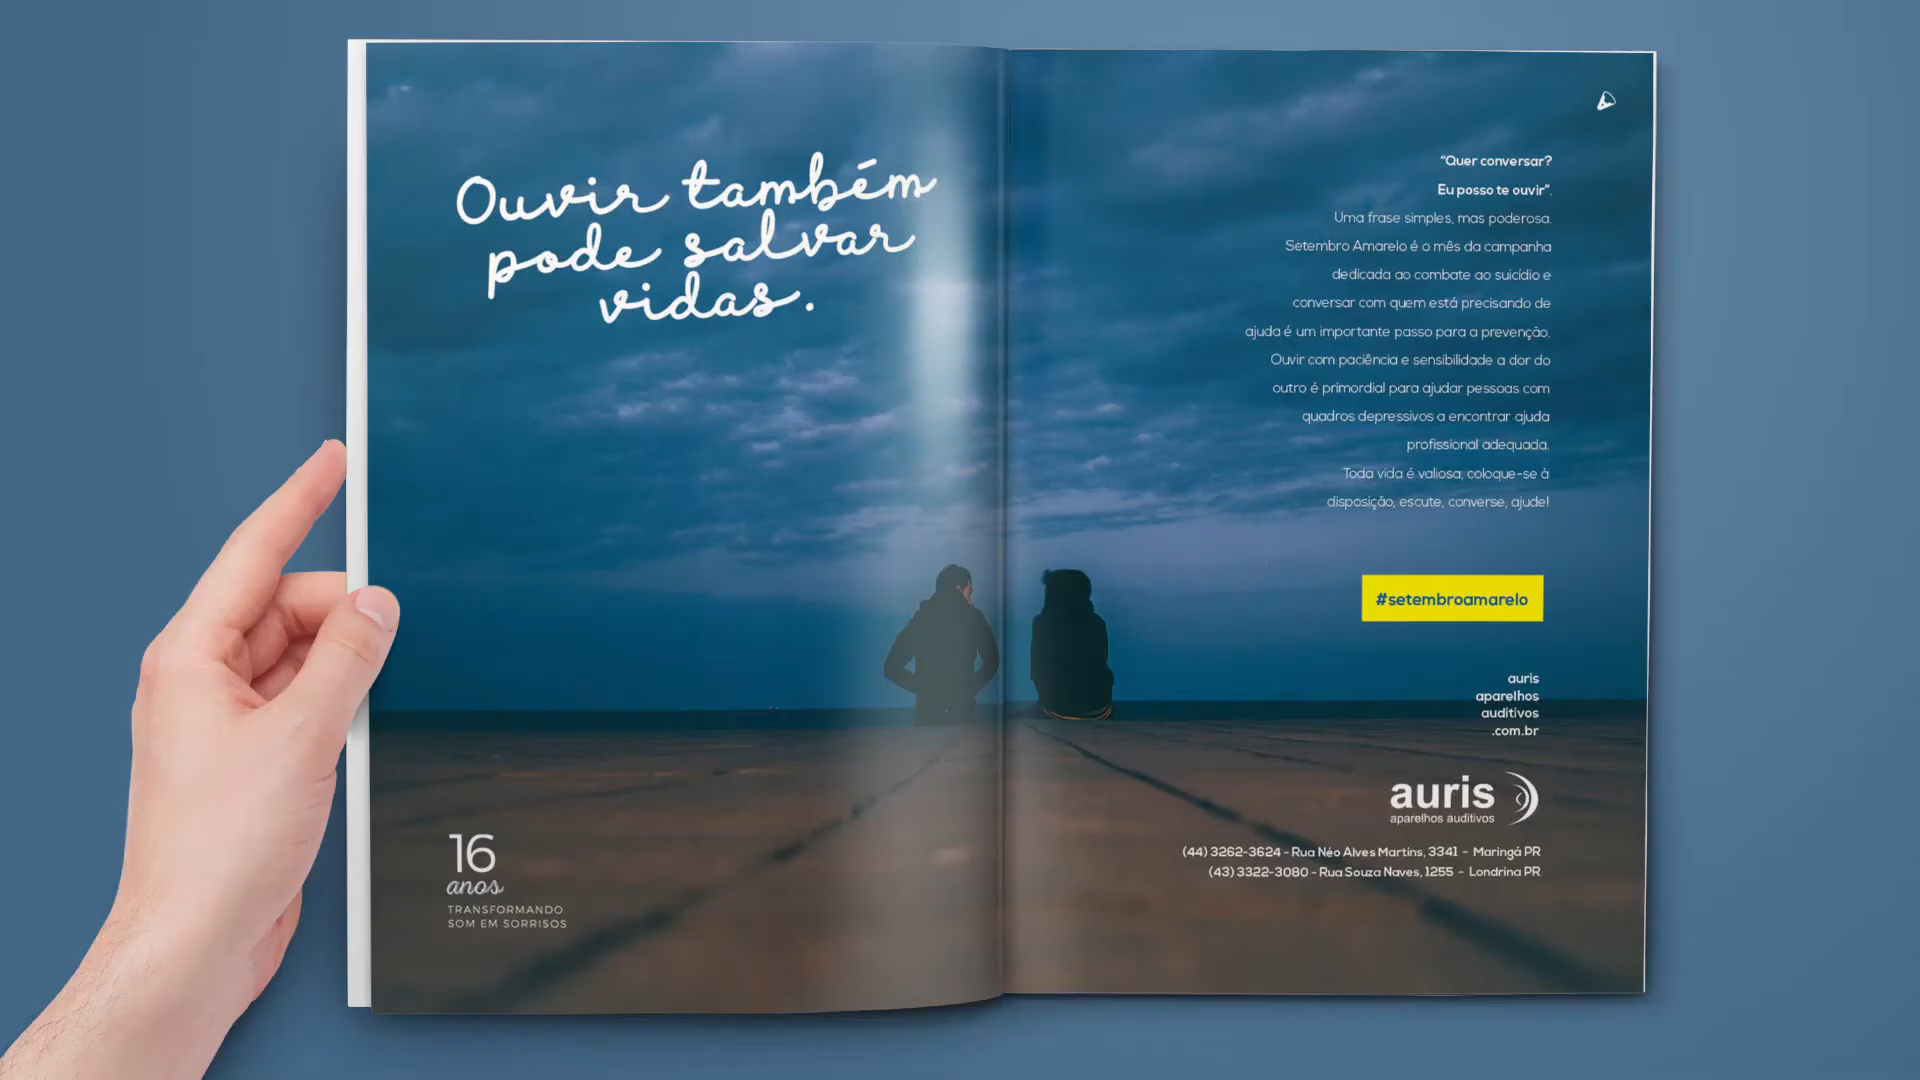 Ouvir também
pode salvar
vidas.
16
anos
TRANSFORMANDO
SOM EM SORRISOS
“Quer conversar?
Eu posso te ouvir”.
Uma frase simples, mas poderosa.
Setembro Amarelo é o mês da campanha
dedicada ao combate ao suicídio e
conversar com quem está precisando de
ajuda é um importante passo para a prevenção.
Ouvir com paciência e sensibilidade a dor do
outro é primordial para ajudar pessoas com
quadros depressivos a encontrar ajuda
profissional adequada.
Toda vida é valiosa, coloque-se à
disposição, escute, converse, ajude!
#setembroamarelo
auris
aparelhos
auditivos
.com.br
auris
aparelhos auditivos
(44) 3262-3624 - Rua Néo Alves Martins, 3341 - Maringá PR
(43) 3322-3080 - Rua Souza Naves, 1255 - Londrina PR